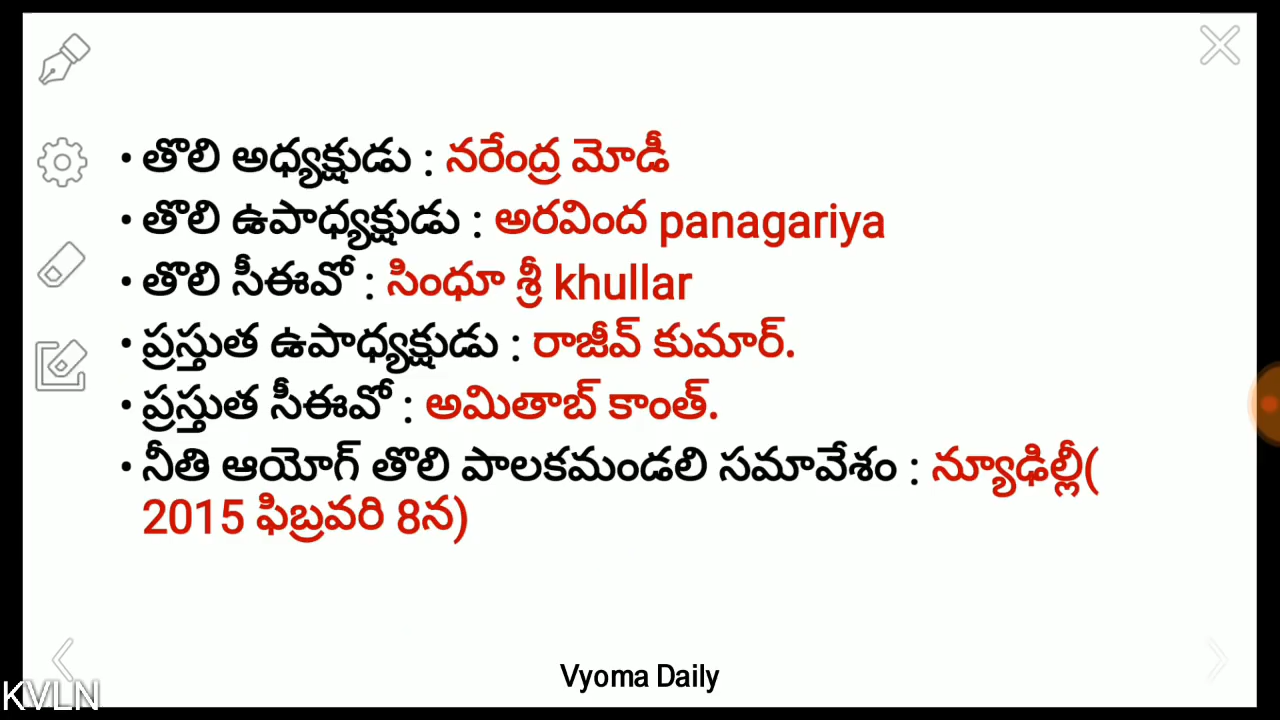 • తొలి అధ్యక్షుడు : నరేంద్ర మోడీ
• తొలి ఉపాధ్యక్షుడు : అరవింద panagariya
• తొలి సీఈవో : సింధూ శ్రీ khullar
• ప్రస్తుత ఉపాధ్యక్షుడు : రాజీవ్ కుమార్.
• ప్రస్తుత సీఈవో : అమితాబ్ కాంత్.
• నీతి ఆయోగ్ తొలి పాలకమండలి సమావేశం : న్యూఢిల్లీ(
2015 ఫిబ్రవరి 8న)
Vyoma Daily
KVLN